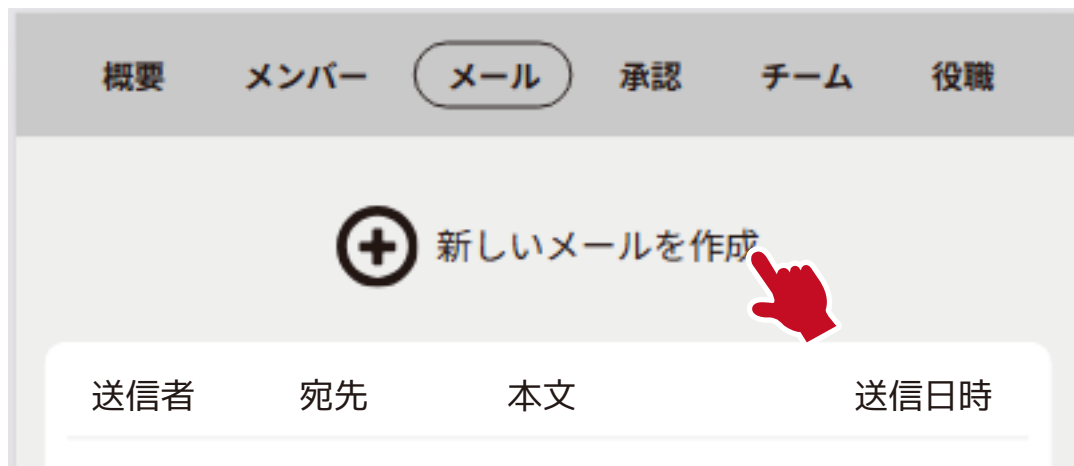 概要 メンバー メール 承認 チーム 役職
新しいメールを作成
送信者 宛先 本文 送信日時